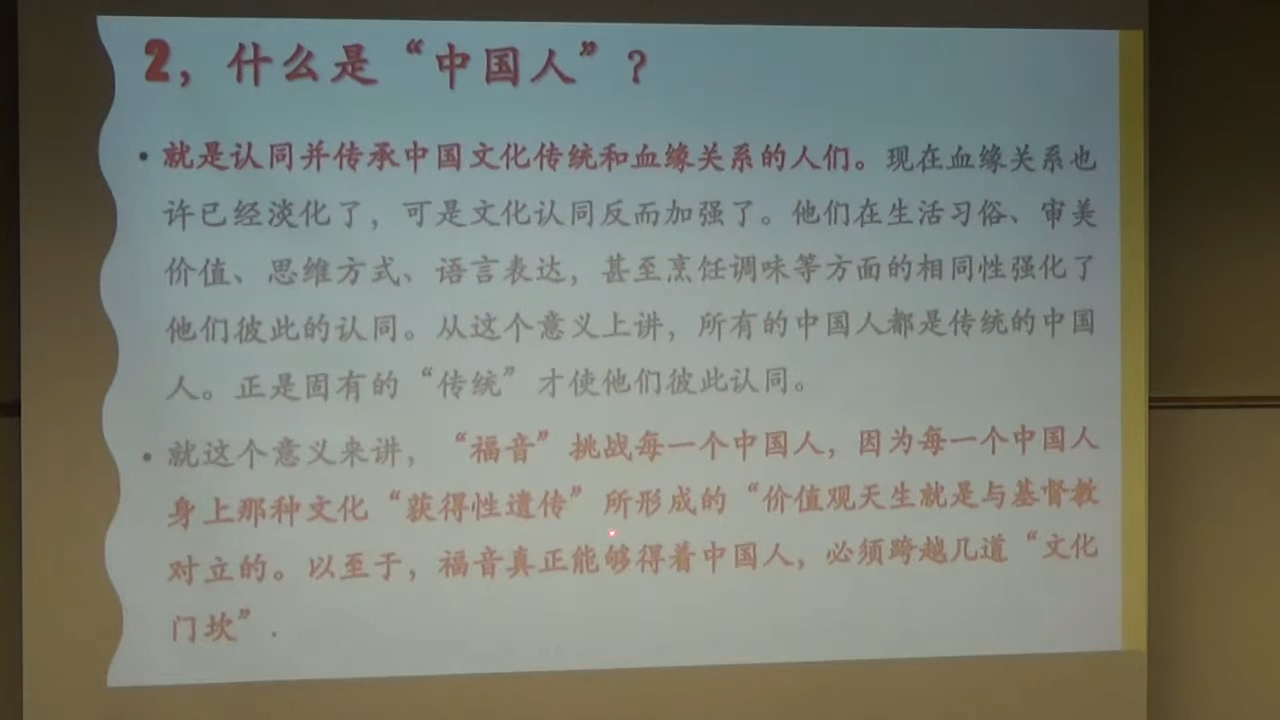 2，什么是“中国人”？
• 就是认同并传承中国文化传统和血缘关系的人们。现在血缘关系也
许已经淡化了，可是文化认同反而加强了。他们在生活习俗、审美
价值、思维方式、语言表达，甚至烹饪调味等方面的相同性强化了
他们彼此的认同。从这个意义上讲，所有的中国人都是传统的中国
人。正是固有的“传统”才使他们彼此认同。
• 就这个意义来讲，“福音”挑战每一个中国人，因为每一个中国人
身上那种文化“获得性遗传”所形成的“价值观天生就是与基督教
对立的。以至于，福音真正能够得着中国人，必须跨越几道“文化
门坎”.